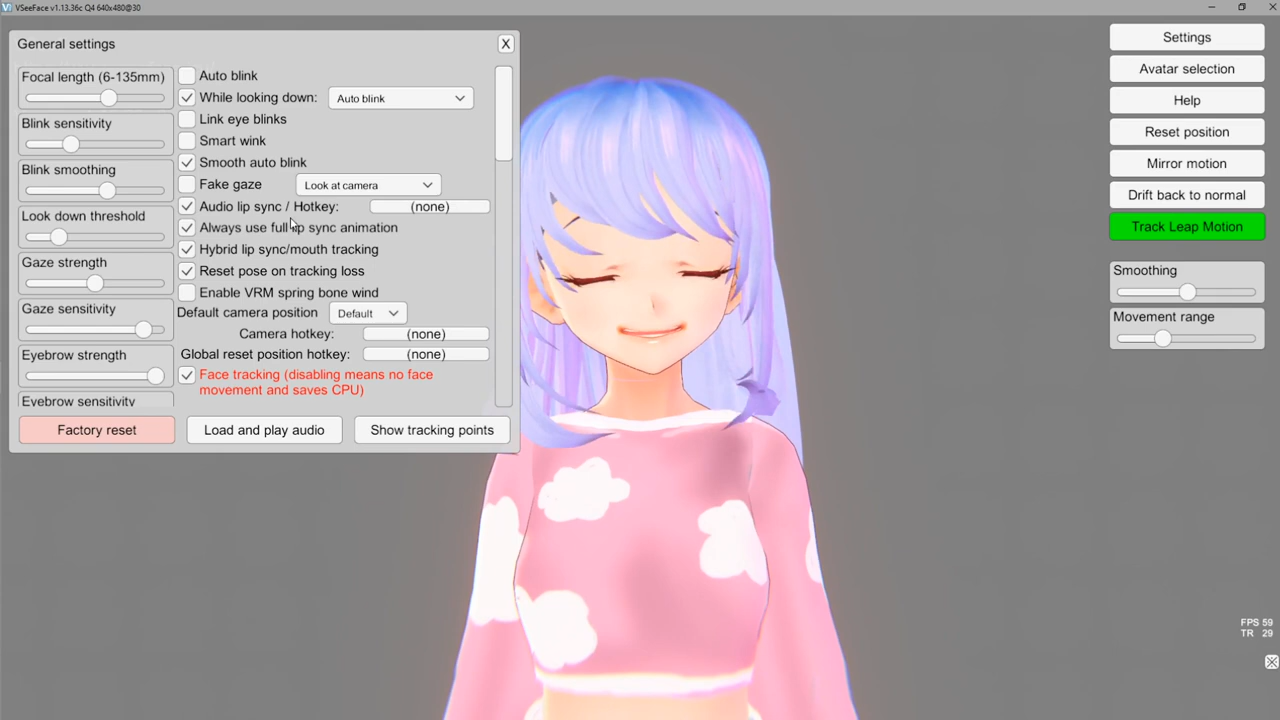 VSeeFace v1.13.36c Q4 640x480@30
General settings
X
Focal length (6-135mm)
Blink sensitivity
Blink smoothing
Look down threshold
Gaze strength
Gaze sensitivity
Eyebrow strength
Eyebrow sensitivity
Auto blink
While looking down: Auto blink
Link eye blinks
Smart wink
Smooth auto blink
Fake gaze Look at camera
Audio lip sync / Hotkey: (none)
Always use full lip sync animation
Hybrid lip sync/mouth tracking
Reset pose on tracking loss
Enable VRM spring bone wind
Default camera position Default
Camera hotkey: (none)
Global reset position hotkey: (none)
Face tracking (disabling means no face
movement and saves CPU)
Factory reset
Load and play audio
Show tracking points
Settings
Avatar selection
Help
Reset position
Mirror motion
Drift back to normal
Track Leap Motion
Smoothing
Movement range
FPS 59
TR 29